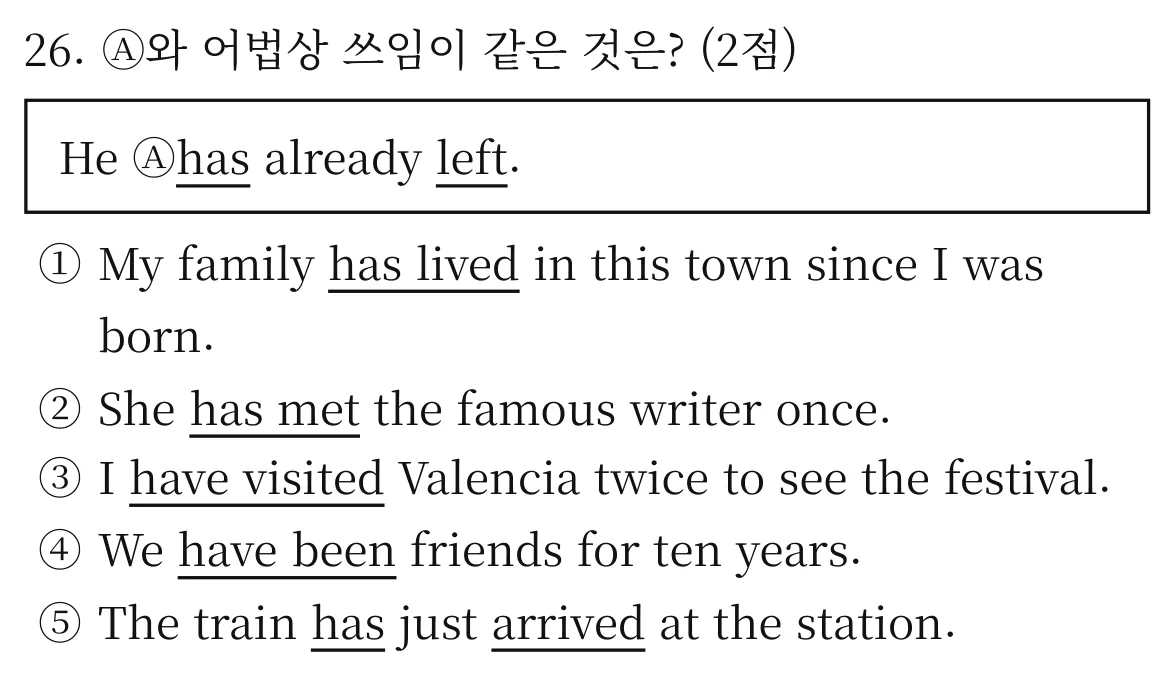 26. Ⓐ와 어법상 쓰임이 같은 것은? (2점)
He Ⓐhas already left.
① My family has lived in this town since I was
born.
② She has met the famous writer once.
③ I have visited Valencia twice to see the festival.
④ We have been friends for ten years.
⑤ The train has just arrived at the station.